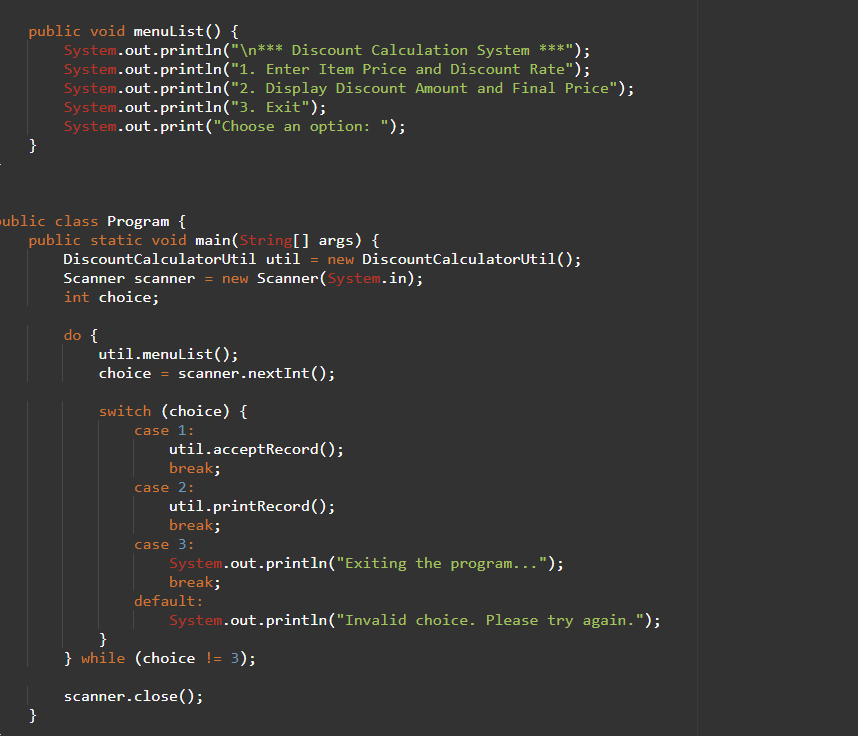 public void menuList() {
System.out.println("\n*** Discount Calculation System ***");
System.out.println("1. Enter Item Price and Discount Rate");
System.out.println("2. Display Discount Amount and Final Price");
System.out.println("3. Exit");
System.out.print("Choose an option: ");
}
ublic class Program {
public static void main(String[] args) {
DiscountCalculatorUtil util = new DiscountCalculatorUtil();
Scanner scanner = new Scanner(System.in);
int choice;
do {
util.menuList();
choice = scanner.nextInt();
switch (choice) {
case 1:
util.acceptRecord();
break;
case 2:
util.printRecord();
break;
case 3:
System.out.println("Exiting the program...");
break;
default:
System.out.println("Invalid choice. Please try again.");
}
} while (choice != 3);
scanner.close();
}